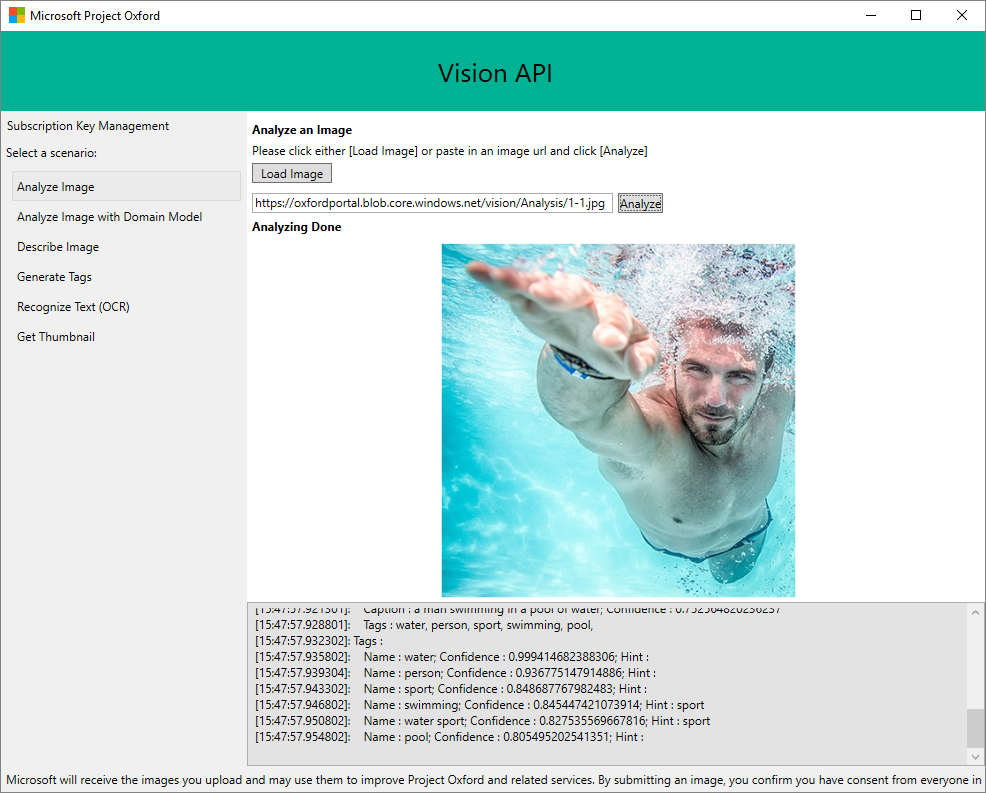 Microsoft Project Oxford
Vision API
Subscription Key Management
Select a scenario:
Analyze Image
Analyze Image with Domain Model
Describe Image
Generate Tags
Recognize Text (OCR)
Get Thumbnail
Analyze an Image
Please click either [Load Image] or paste in an image url and click [Analyze]
Load Image
https://oxfordportal.blob.core.windows.net/vision/Analysis/1-1.jpg Analyze
Analyzing Done
[15:47:57.921301]: Caption : a man swimming in a pool of water; Confidence : 0.752564820236237
[15:47:57.928801]: Tags : water, person, sport, swimming, pool,
[15:47:57.932302]: Tags :
[15:47:57.935802]: Name : water; Confidence : 0.999414682388306; Hint :
[15:47:57.939304]: Name : person; Confidence : 0.936775147914886; Hint :
[15:47:57.943302]: Name : sport; Confidence : 0.848687767982483; Hint :
[15:47:57.946802]: Name : swimming; Confidence : 0.845447421073914; Hint : sport
[15:47:57.950802]: Name : water sport; Confidence : 0.827535569667816; Hint : sport
[15:47:57.954802]: Name : pool; Confidence : 0.805495202541351; Hint :
Microsoft will receive the images you upload and may use them to improve Project Oxford and related services. By submitting an image, you confirm you have consent from everyone in